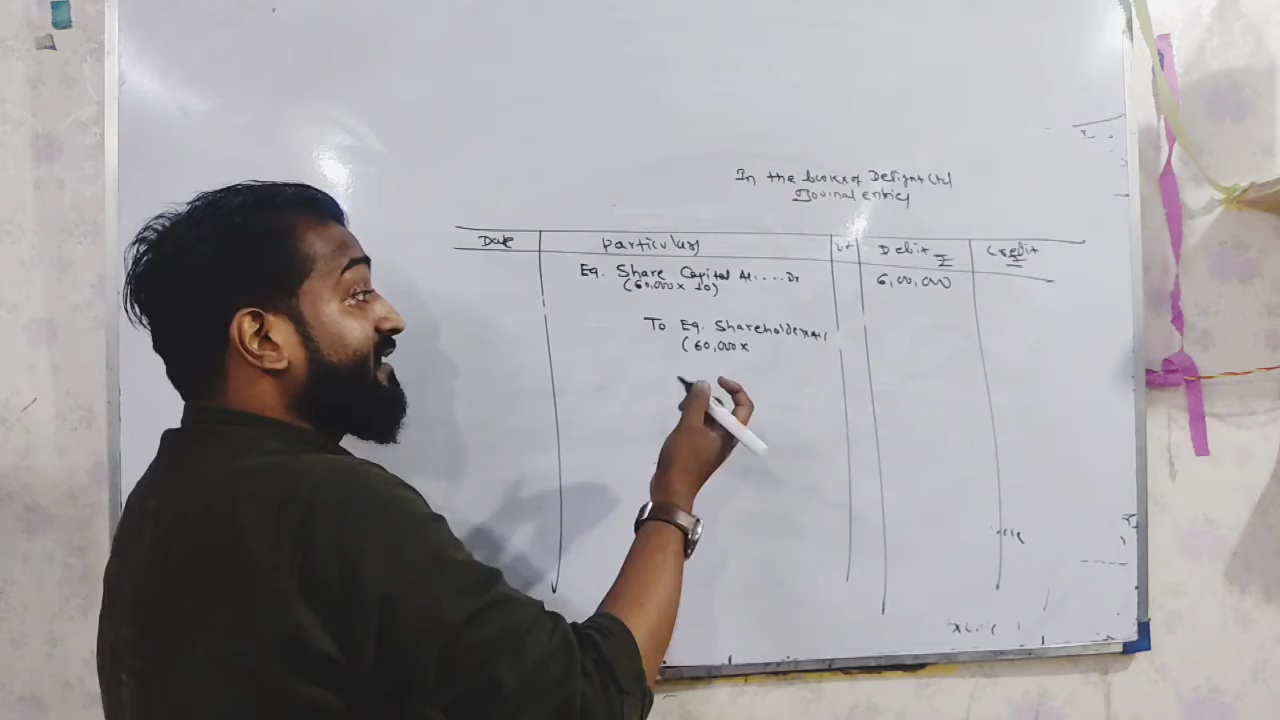 In the books of Delight Ltd
Journal entries
Date particulars L.f. Debit ₹ Credit ₹
Eq. Share Capital A/c....Dr 6,00,000
(60,000 x 10)
To Eq. Shareholders A/c
(60,000 x